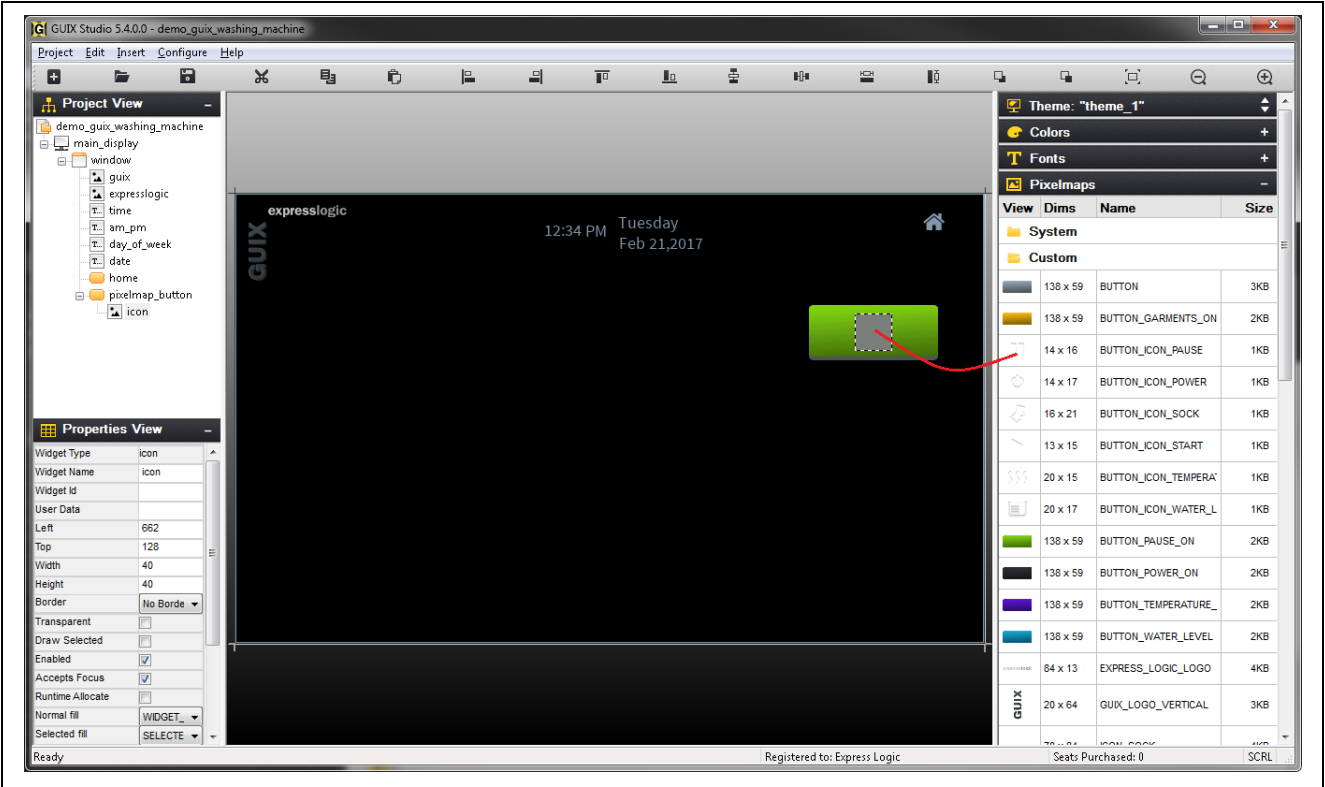 GUIX Studio 5.4.0.0 - demo_guix_washing_machine
Project Edit Insert Configure Help
Project View
demo_guix_washing_machine
main_display
window
guix
expresslogic
time
am_pm
day_of_week
date
home
pixelmap_button
icon
Properties View
Widget Type icon
Widget Name icon
Widget Id
User Data
Left 662
Top 128
Width 40
Height 40
Border No Borde
Transparent
Draw Selected
Enabled
Accepts Focus
Runtime Allocate
Normal fill WIDGET_
Selected fill SELECTE
expresslogic
GUIX
12:34 PM
Tuesday
Feb 21,2017
Theme: "theme_1"
Colors
Fonts
Pixelmaps
View Dims Name Size
System
Custom
138 x 59 BUTTON 3KB
138 x 59 BUTTON_GARMENTS_ON 2KB
14 x 16 BUTTON_ICON_PAUSE 1KB
14 x 17 BUTTON_ICON_POWER 1KB
16 x 21 BUTTON_ICON_SOCK 1KB
13 x 15 BUTTON_ICON_START 1KB
20 x 15 BUTTON_ICON_TEMPERA
1KB
20 x 17 BUTTON_ICON_WATER_L 1KB
138 x 59 BUTTON_PAUSE_ON 2KB
138 x 59 BUTTON_POWER_ON 2KB
138 x 59 BUTTON_TEMPERATURE_ 2KB
138 x 59 BUTTON_WATER_LEVEL 2KB
84 x 13 EXPRESS_LOGIC_LOGO 4KB
GUIX 20 x 64 GUIX_LOGO_VERTICAL 3KB
Ready
Registered to: Express Logic
Seats Purchased: 0
SCRL